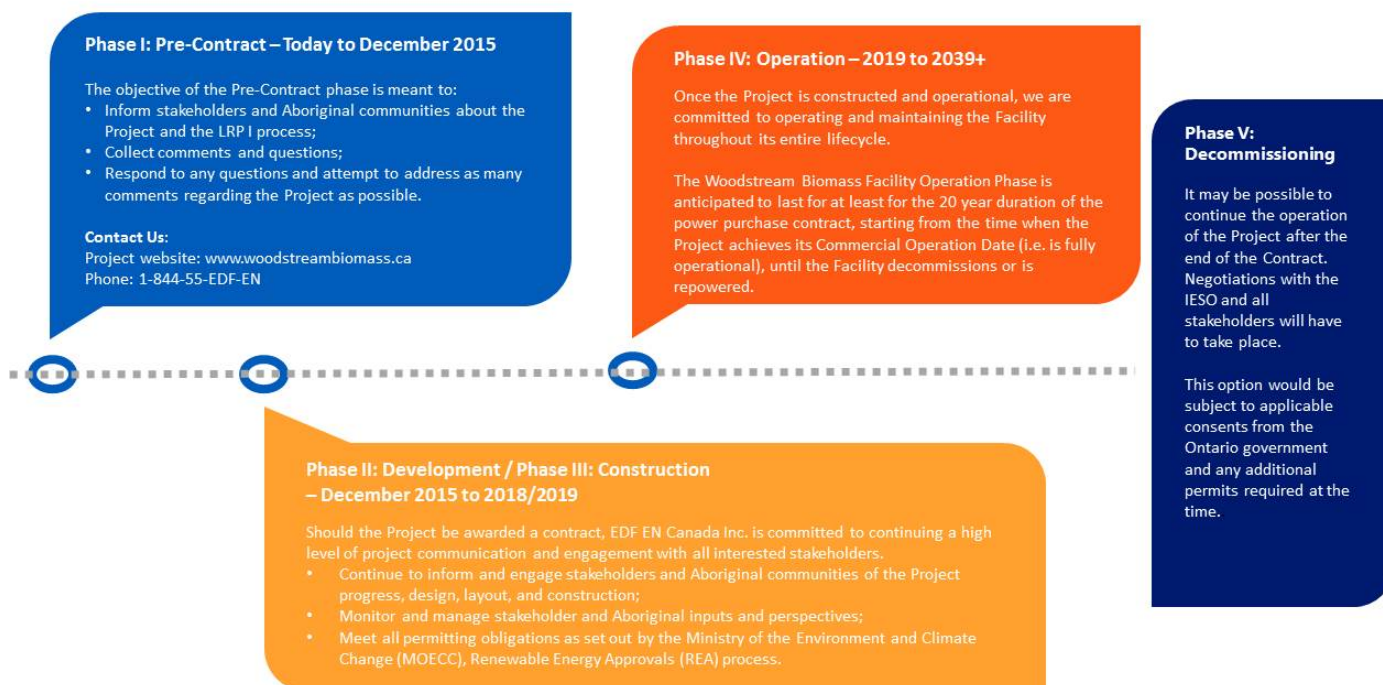 Phase I: Pre-Contract – Today to December 2015
The objective of the Pre-Contract phase is meant to:
• Inform stakeholders and Aboriginal communities about the
Project and the LRP I process;
• Collect comments and questions;
• Respond to any questions and attempt to address as many
comments regarding the Project as possible.
Contact Us:
Project website: www.woodstreambiomass.ca
Phone: 1-844-55-EDF-EN
Phase II: Development / Phase III: Construction
– December 2015 to 2018/2019
Should the Project be awarded a contract, EDF EN Canada Inc. is committed to continuing a high
level of project communication and engagement with all interested stakeholders.
• Continue to inform and engage stakeholders and Aboriginal communities of the Project
progress, design, layout, and construction;
• Monitor and manage stakeholder and Aboriginal inputs and perspectives;
• Meet all permitting obligations as set out by the Ministry of the Environment and Climate
Change (MOECC), Renewable Energy Approvals (REA) process.
Phase IV: Operation – 2019 to 2039+
Once the Project is constructed and operational, we are
committed to operating and maintaining the Facility
throughout its entire lifecycle.
The Woodstream Biomass Facility Operation Phase is
anticipated to last for at least for the 20 year duration of the
power purchase contract, starting from the time when the
Project achieves its Commercial Operation Date (i.e. is fully
operational), until the Facility decommissions or is
repowered.
Phase V:
Decommissioning
It may be possible to
continue the operation
of the Project after the
end of the Contract.
Negotiations with the
IESO and all
stakeholders will have
to take place.
This option would be
subject to applicable
consents from the
Ontario government
and any additional
permits required at the
time.